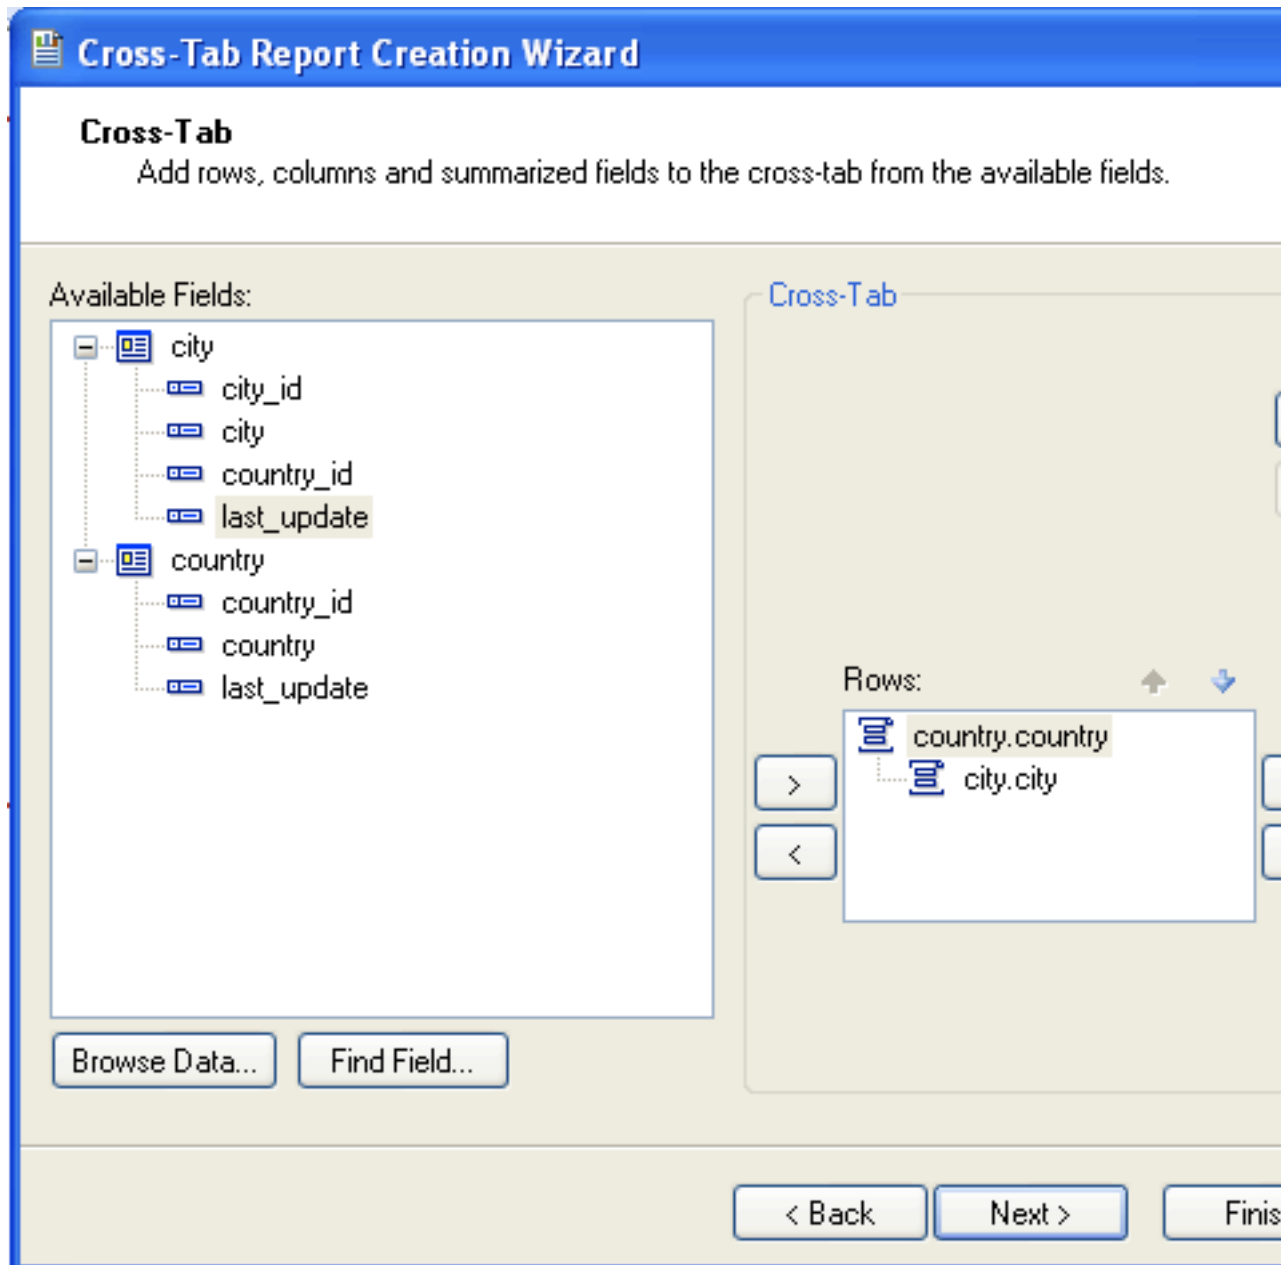 Cross-Tab Report Creation Wizard
Cross-Tab
Add rows, columns and summarized fields to the cross-tab from the available fields.
Available Fields:
Cross-Tab
city
city_id
city
country_id
last_update
country
country_id
country
last_update
Rows:
country.country
city.city
>
<
Browse Data...
Find Field...
< Back
Next >
Finis